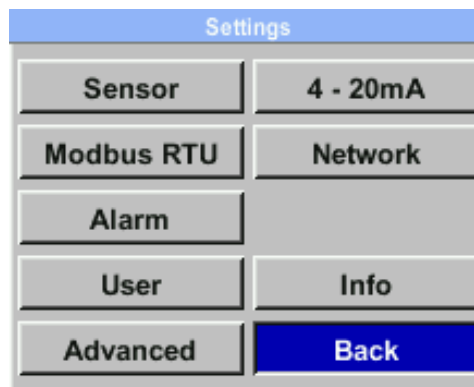 Settings
Sensor 4 - 20mA
Modbus RTU Network
Alarm
User Info
Advanced Back